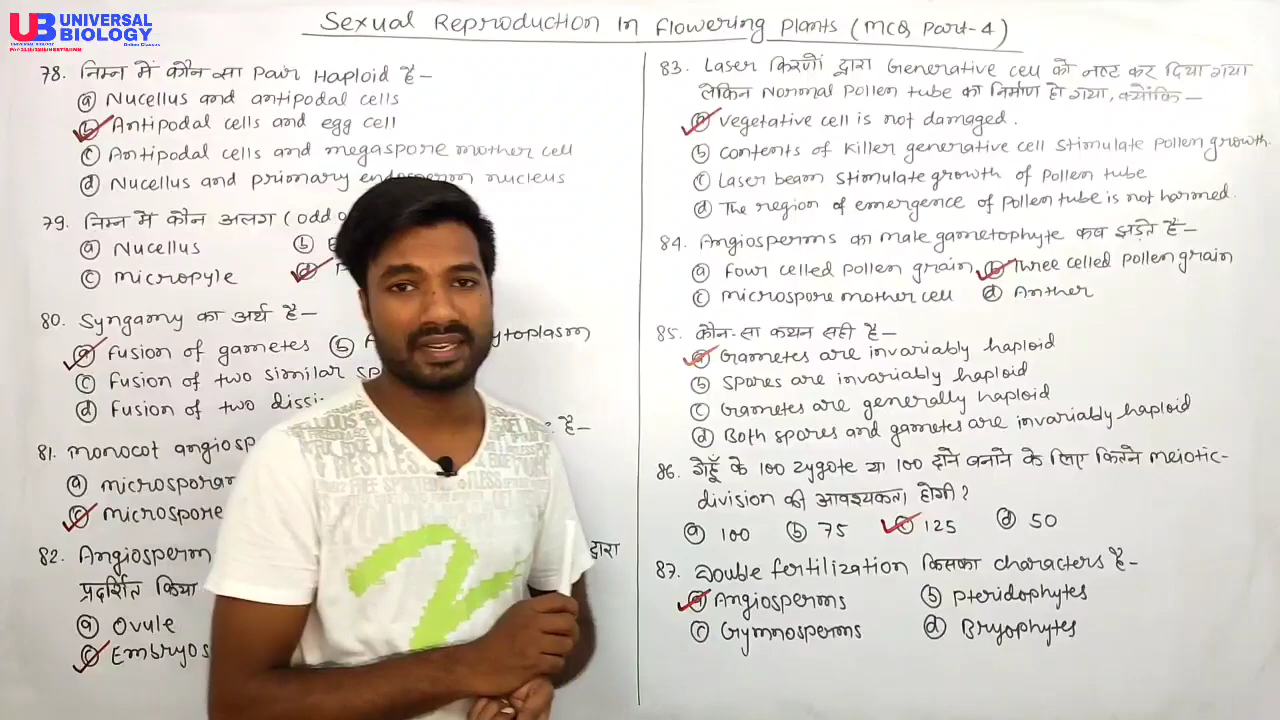 UB UNIVERSAL BIOLOGY
Online Classes
Sexual Reproduction In Flowering Plants (MCQ Part-4)
78. निम्न में कौन सा Pair Haploid है-
(a) Nucellus and antipodal cells
(b) Antipodal cells and egg cell
(c) Antipodal cells and megaspore mother cell
(d) Nucellus and primary endosperm nucleus
79. निम्न में कौन अलग (odd o
(a) Nucellus (b) E
(c) micropyle (d)
80. Syngamy का अर्थ है-
(a) fusion of gametes (b) ytoplasm
(c) fusion of two similar sp
(d) fusion of two dissi
81. monocot angiosp है-
(a) microsporan
(c) microspore
82. Angiosperm द्वारा
प्रदर्शित किया
(a) Ovule
(c) Embryos
83. Laser किरणों द्वारा Generative cell को नष्ट कर दिया गया
लेकिन Normal Pollen tube का निर्माण हो गया, क्योंकि -
(a) vegetative cell is not damaged.
(b) contents of killer generative cell stimulate pollen growth.
(c) Laser beam stimulate growth of pollen tube
(d) The region of emergence of pollen tube is not harmed.
84. Angiosperms का male gametophyte कब झड़ते हैं-
(a) four celled pollen grain (b) Three celled pollen grain
(c) microspore mother cell (d) Anther
85. कौन-सा कथन सही है-
(a) Gametes are invariably haploid
(b) spores are invariably haploid
(c) Gametes are generally haploid
(d) Both spores and gametes are invariably haploid
86. गेहूँ के 100 zygote या 100 दाने बनाने के लिए कितने meiotic-
division की आवश्यकता होगी?
(a) 100 (b) 75 (c) 125 (d) 50
87. Double fertilization किसका characters है-
(a) Angiosperms (b) Pteridophytes
(c) Gymnosperms (d) Bryophytes